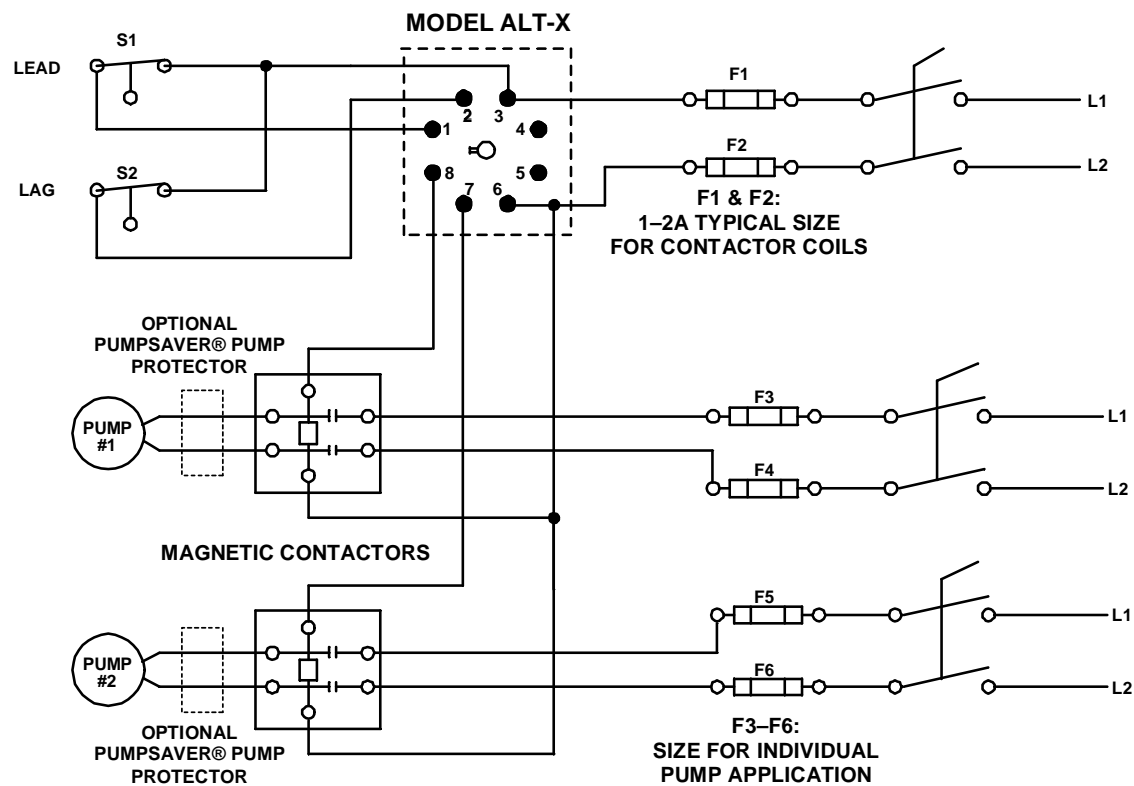 MODEL ALT-X
S1
LEAD
F1
L1
2
3
1
4
F2
L2
8
5
S2
7
6
LAG
F1 & F2:
1–2A TYPICAL SIZE
FOR CONTACTOR COILS
OPTIONAL
PUMPSAVER® PUMP
PROTECTOR
PUMP
#1
F3
L1
F4
L2
MAGNETIC CONTACTORS
F5
L1
PUMP
#2
F6
L2
OPTIONAL
PUMPSAVER® PUMP
PROTECTOR
F3–F6:
SIZE FOR INDIVIDUAL
PUMP APPLICATION